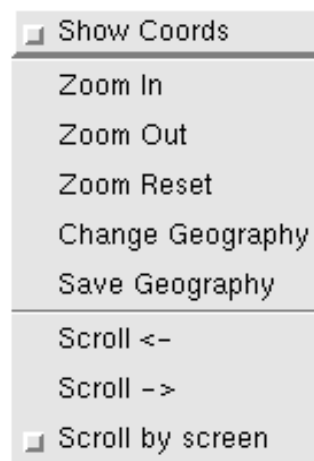 Show Coords
Zoom In
Zoom Out
Zoom Reset
Change Geography
Save Geography
Scroll <-
Scroll ->
Scroll by screen